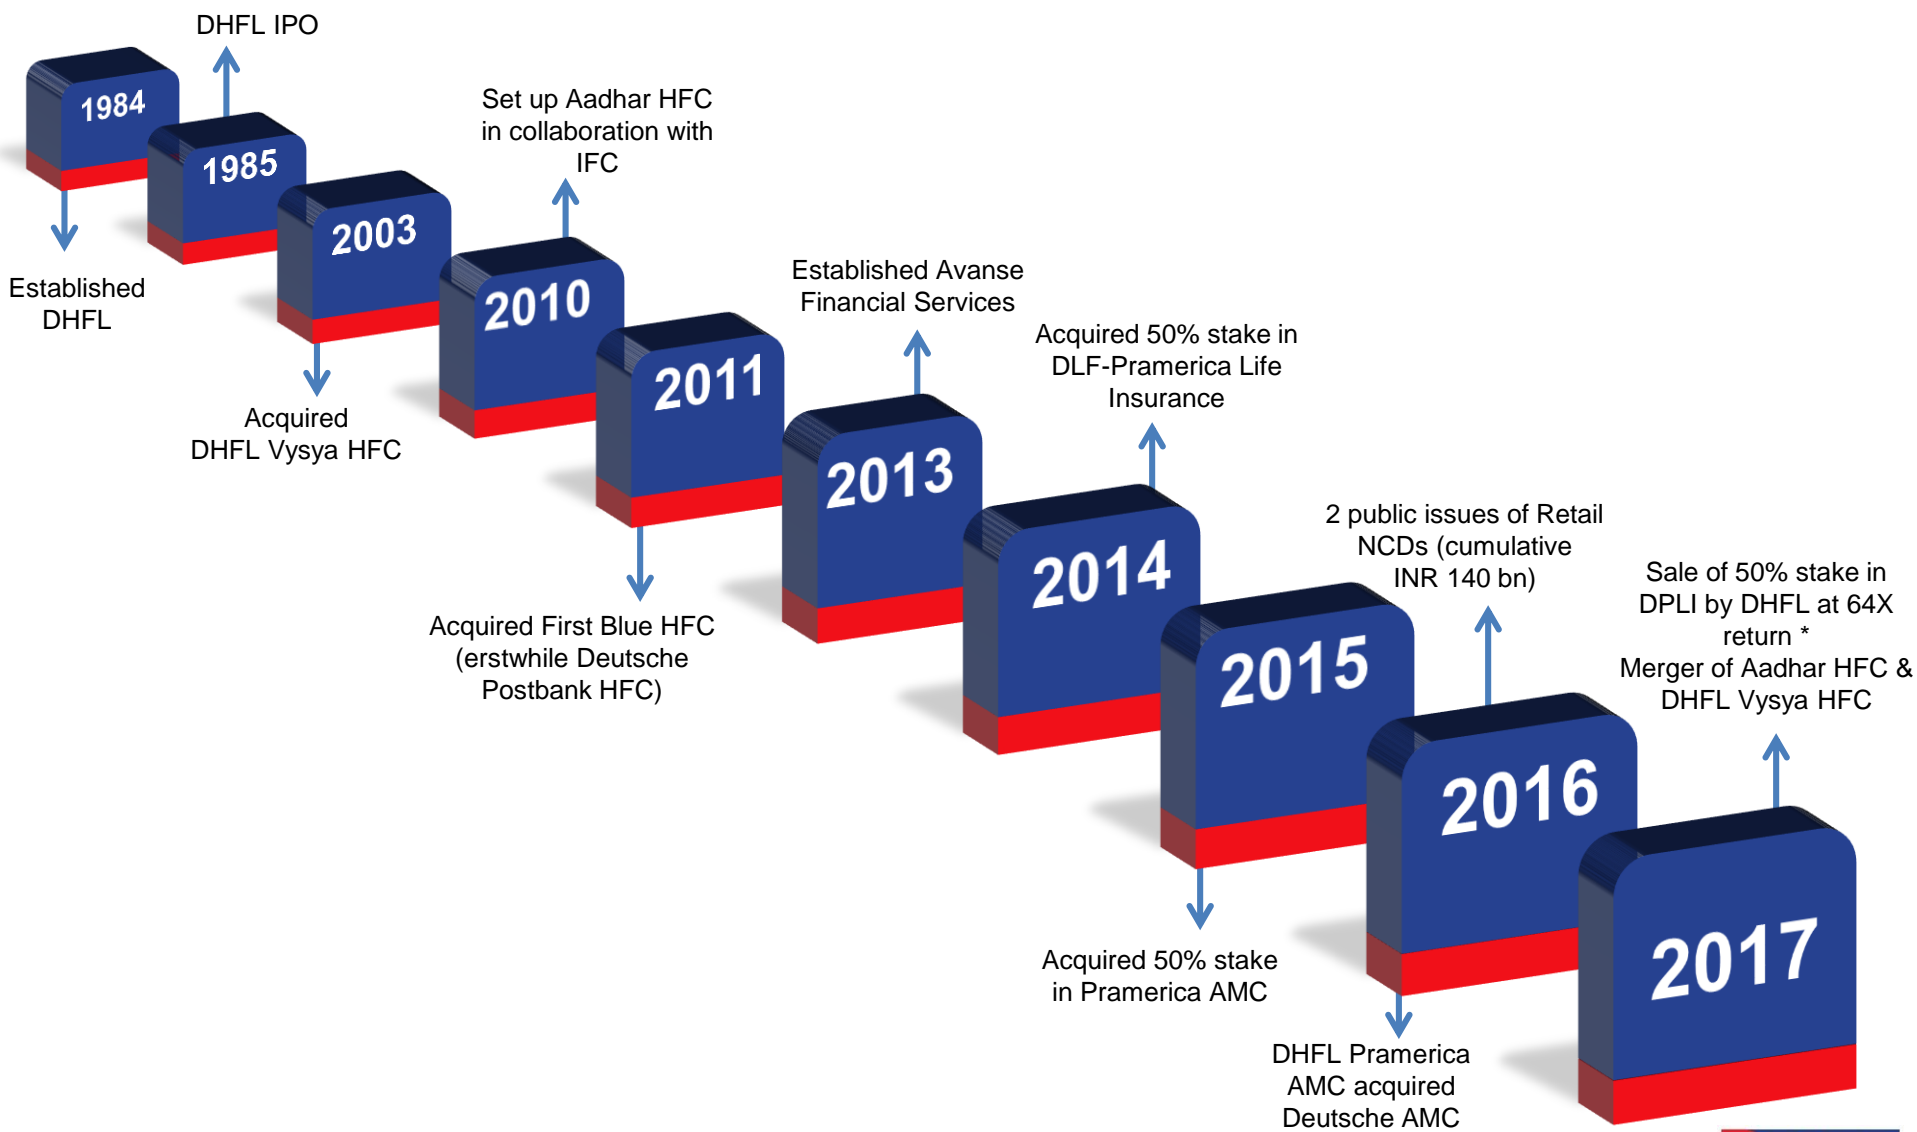 DHFL IPO
1984
1985
Established
DHFL
2003
Acquired
DHFL Vysya HFC
Set up Aadhar HFC
in collaboration with
IFC
2010
2011
Acquired First Blue HFC
(erstwhile Deutsche
Postbank HFC)
Established Avanse
Financial Services
2013
Acquired 50% stake in
DLF-Pramerica Life
Insurance
2014
2015
Acquired 50% stake
in Pramerica AMC
2 public issues of Retail
NCDs (cumulative
INR 140 bn)
2016
DHFL Pramerica
AMC acquired
Deutsche AMC
Sale of 50% stake in
DPLI by DHFL at 64X
return *
Merger of Aadhar HFC &
DHFL Vysya HFC
2017